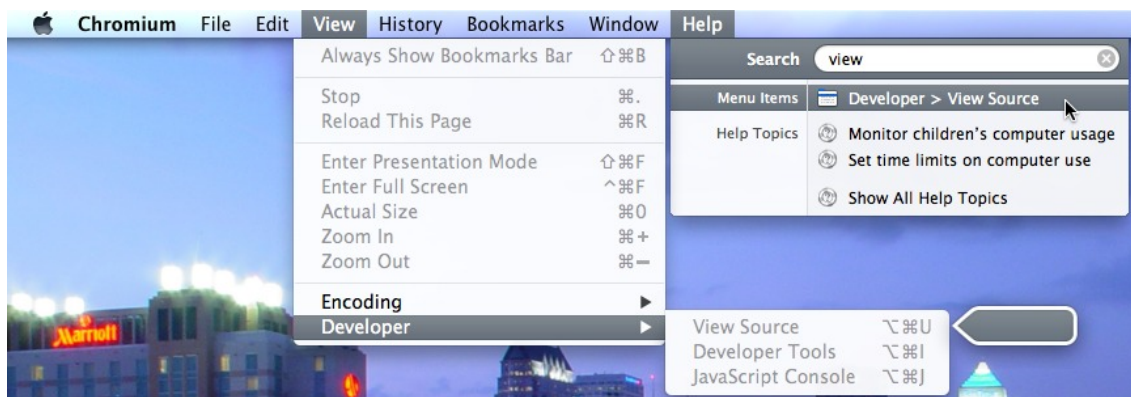 Chromium File Edit View History Bookmarks Window Help
Always Show Bookmarks Bar ⇧⌘B
Stop ⌘.
Reload This Page ⌘R
Enter Presentation Mode ⇧⌘F
Enter Full Screen ^⌘F
Actual Size ⌘0
Zoom In ⌘+
Zoom Out ⌘−
Encoding ▶
Developer ▶
View Source ⌥⌘U
Developer Tools ⌥⌘I
JavaScript Console ⌥⌘J
Search view
Menu Items Developer > View Source
Help Topics Monitor children's computer usage
Set time limits on computer use
Show All Help Topics
Marriott